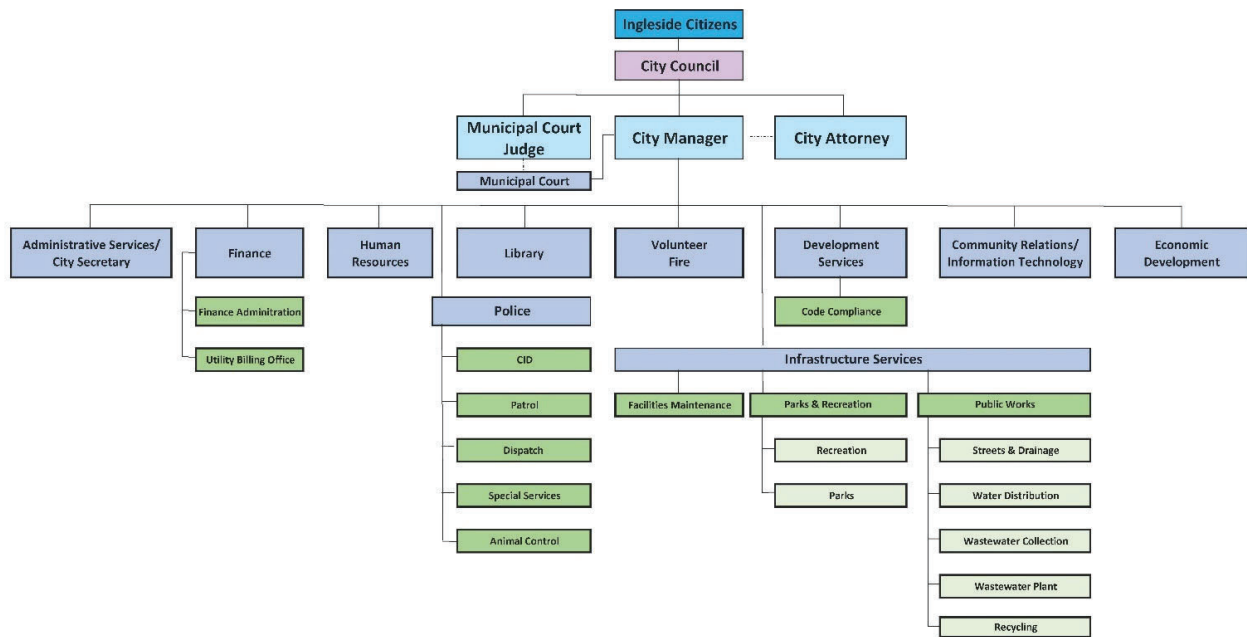 Ingleside Citizens
City Council
Municipal Court
Judge
City Manager
City Attorney
Municipal Court
Administrative Services/
City Secretary
Finance
Human
Resources
Library
Volunteer
Fire
Development
Services
Community Relations/
Information Technology
Economic
Development
Finance Adminitration
Utility Billing Office
Police
CID
Patrol
Dispatch
Special Services
Animal Control
Code Compliance
Infrastructure Services
Facilities Maintenance
Parks & Recreation
Recreation
Parks
Public Works
Streets & Drainage
Water Distribution
Wastewater Collection
Wastewater Plant
Recycling